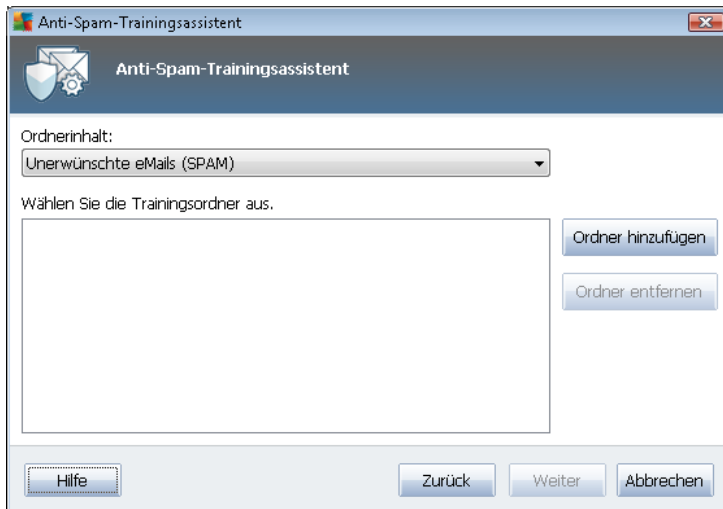 Anti-Spam-Trainingsassistent
Anti-Spam-Trainingsassistent
Ordnerinhalt:
Unerwünschte eMails (SPAM)
Wählen Sie die Trainingsordner aus.
Ordner hinzufügen
Ordner entfernen
Hilfe
Zurück
Weiter
Abbrechen